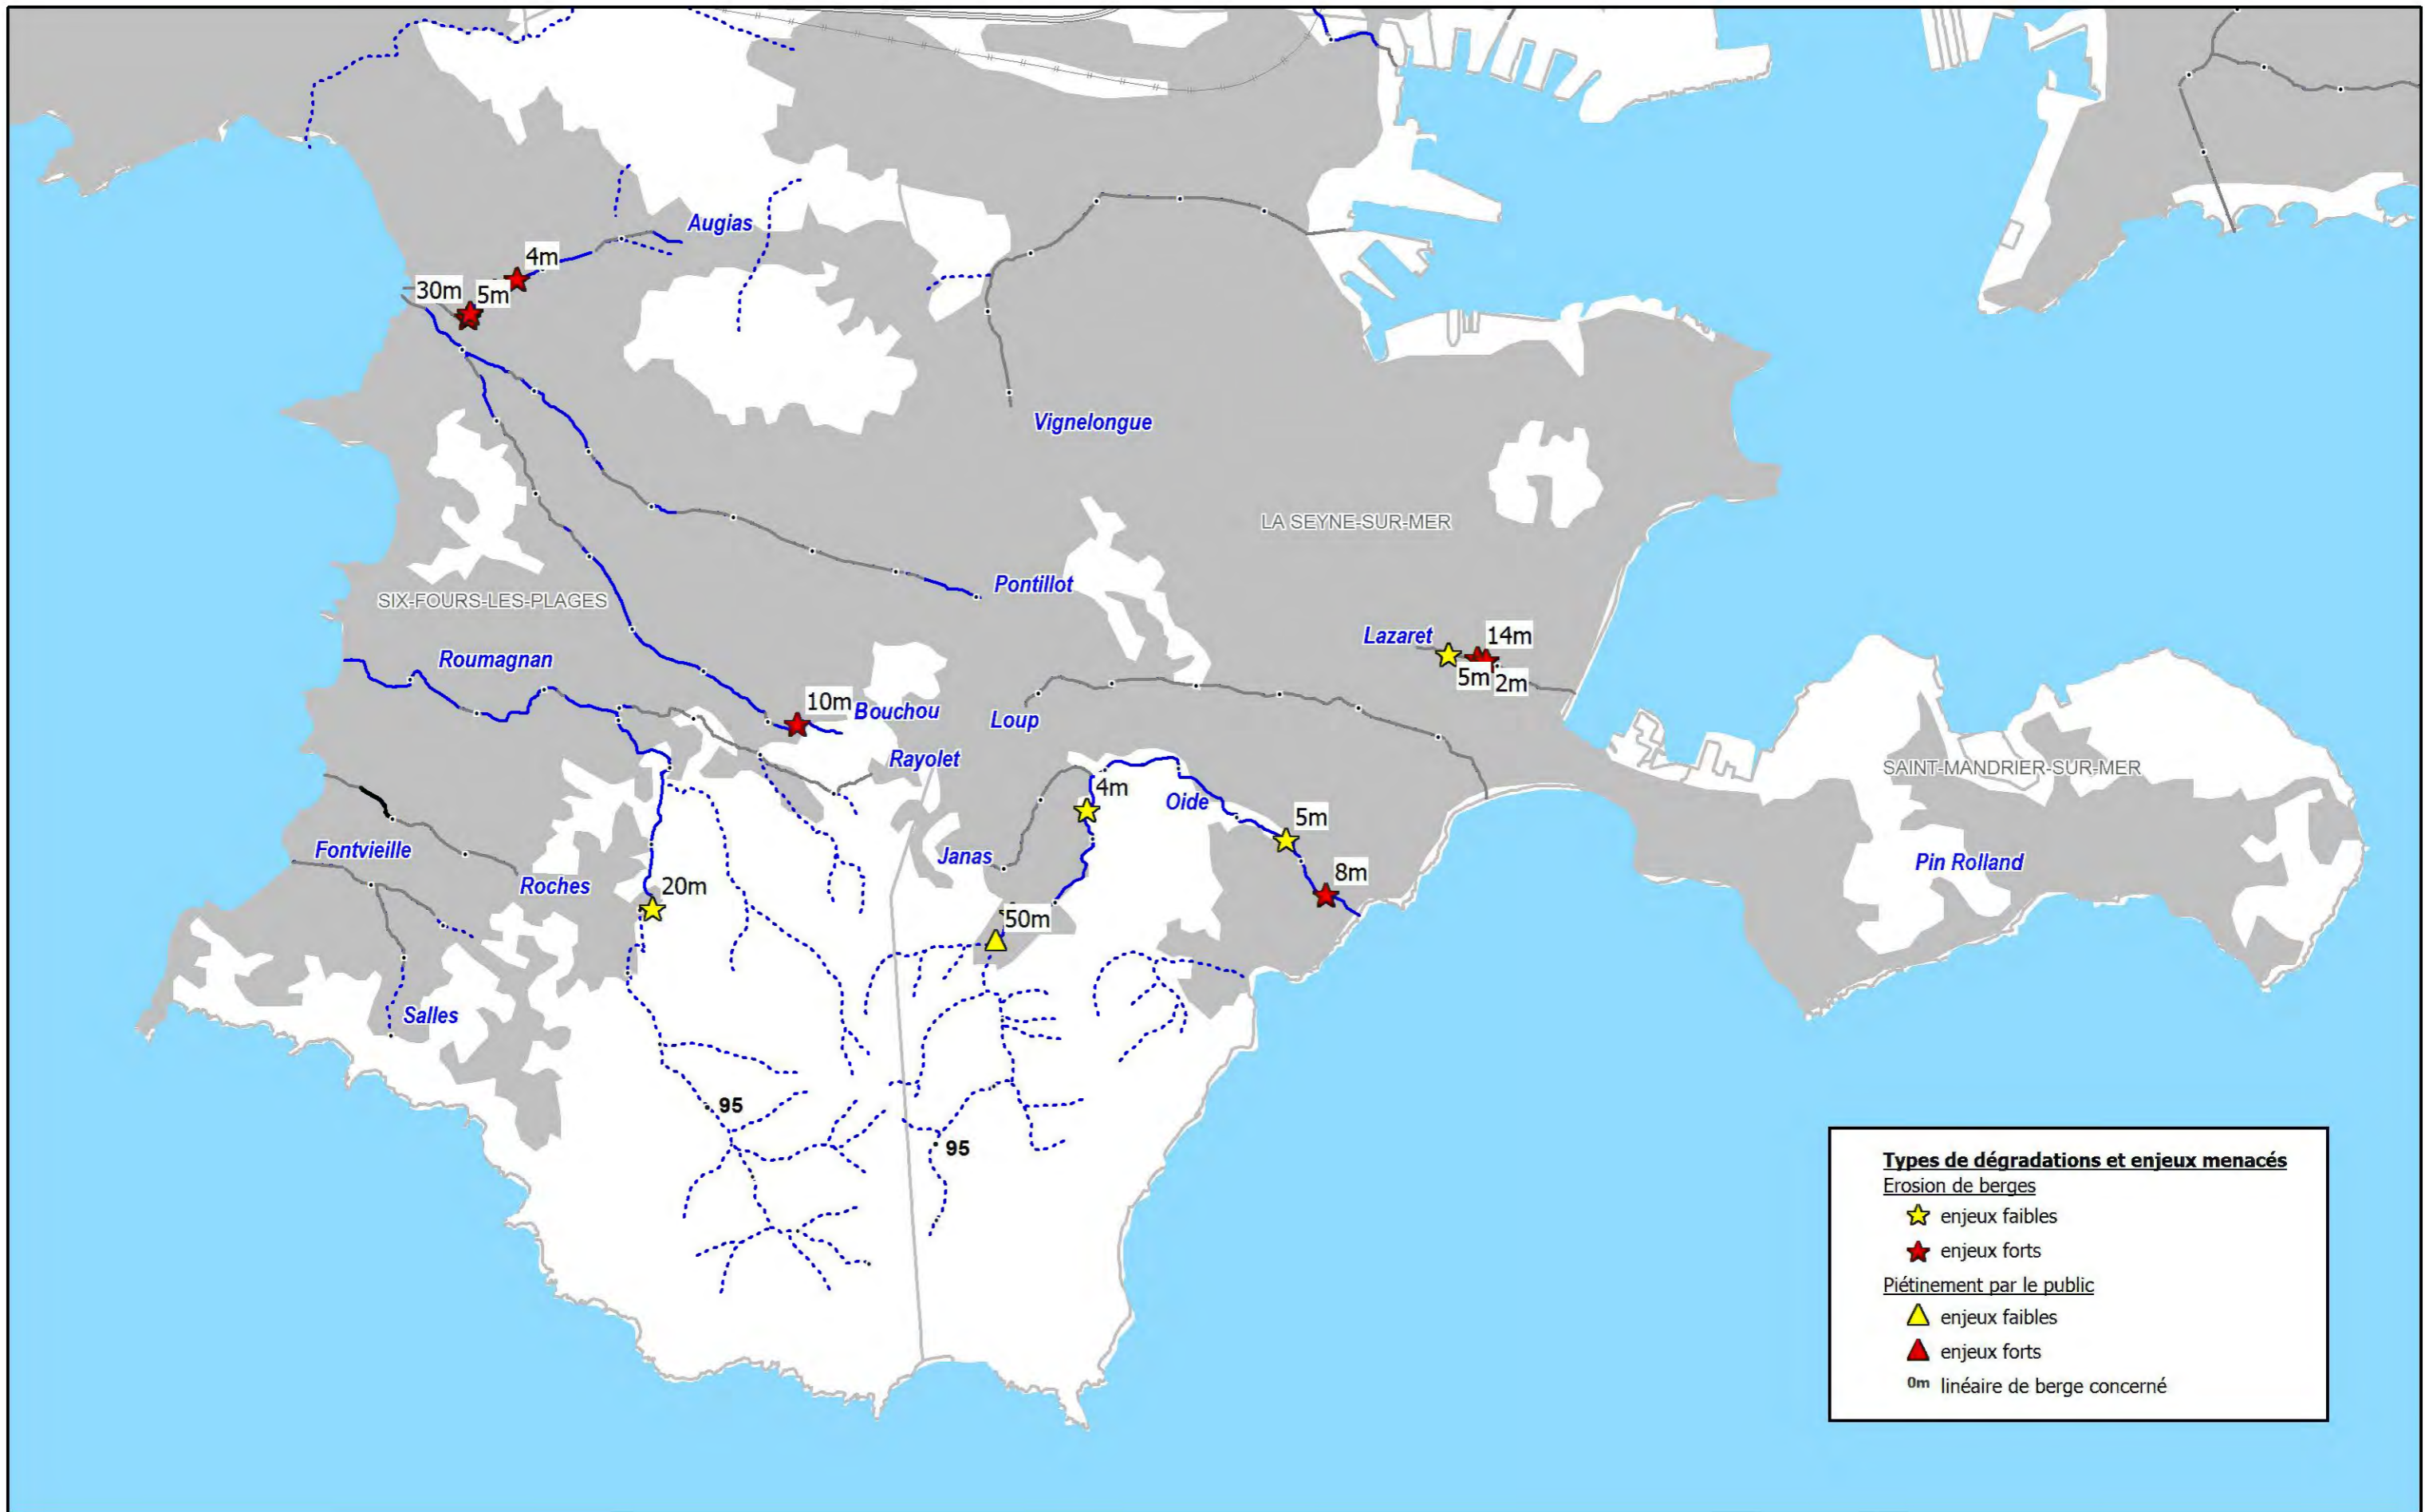 Augias
4m
30m
5m
Vignelongue
LA SEYNE-SUR-MER
Pontillot
SIX-FOURS-LES-PLAGES
Lazaret
14m
5m
2m
Roumagnan
10m
Bouchou
Loup
Rayolet
SAINT-MANDRIER-SUR-MER
4m
Oide
5m
Fontvieille
Janas
Pin Rolland
8m
Roches
20m
50m
Salles
95
95
Types de dégradations et enjeux menacés
Erosion de berges
enjeux faibles
enjeux forts
Piétinement par le public
enjeux faibles
enjeux forts
0m linéaire de berge concerné